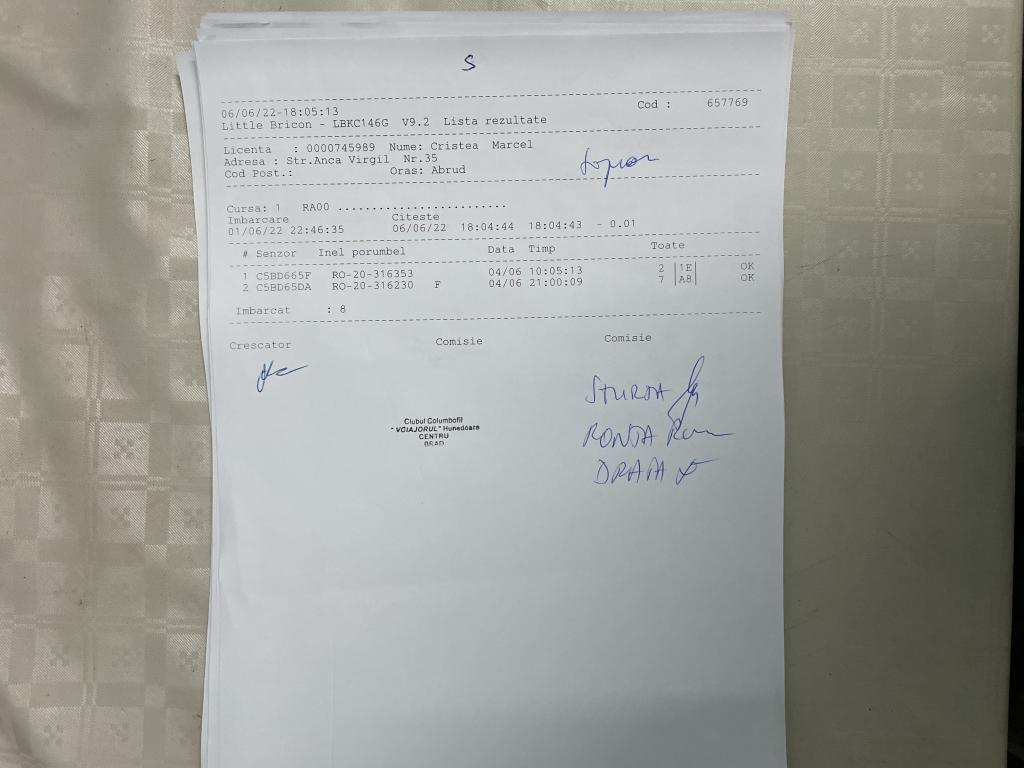 S
06/06/22-18:05:13 Cod : 657769
Little Bricon - LBKC146G V9.2 Lista rezultate
Licenta : 0000745989 Nume: Cristea Marcel
Adresa : Str.Anca Virgil Nr.35
Cod Post.: Oras: Abrud
Cursa: 1 RA00 .........................
Imbarcare Citeste
01/06/22 22:46:35 06/06/22 18:04:44 18:04:43 - 0.01
# Senzor Inel porumbel Data Timp Toate
1 C5BD665F RO-20-316353 04/06 10:05:13 2 |1E| OK
2 C5BD65DA RO-20-316230 F 04/06 21:00:09 7 |A8| OK
Imbarcat : 8
Crescator Comisie Comisie
Clubul Columbofil
"VOIAJORUL" Hunedoara
CENTRU
BRAD
STURZA